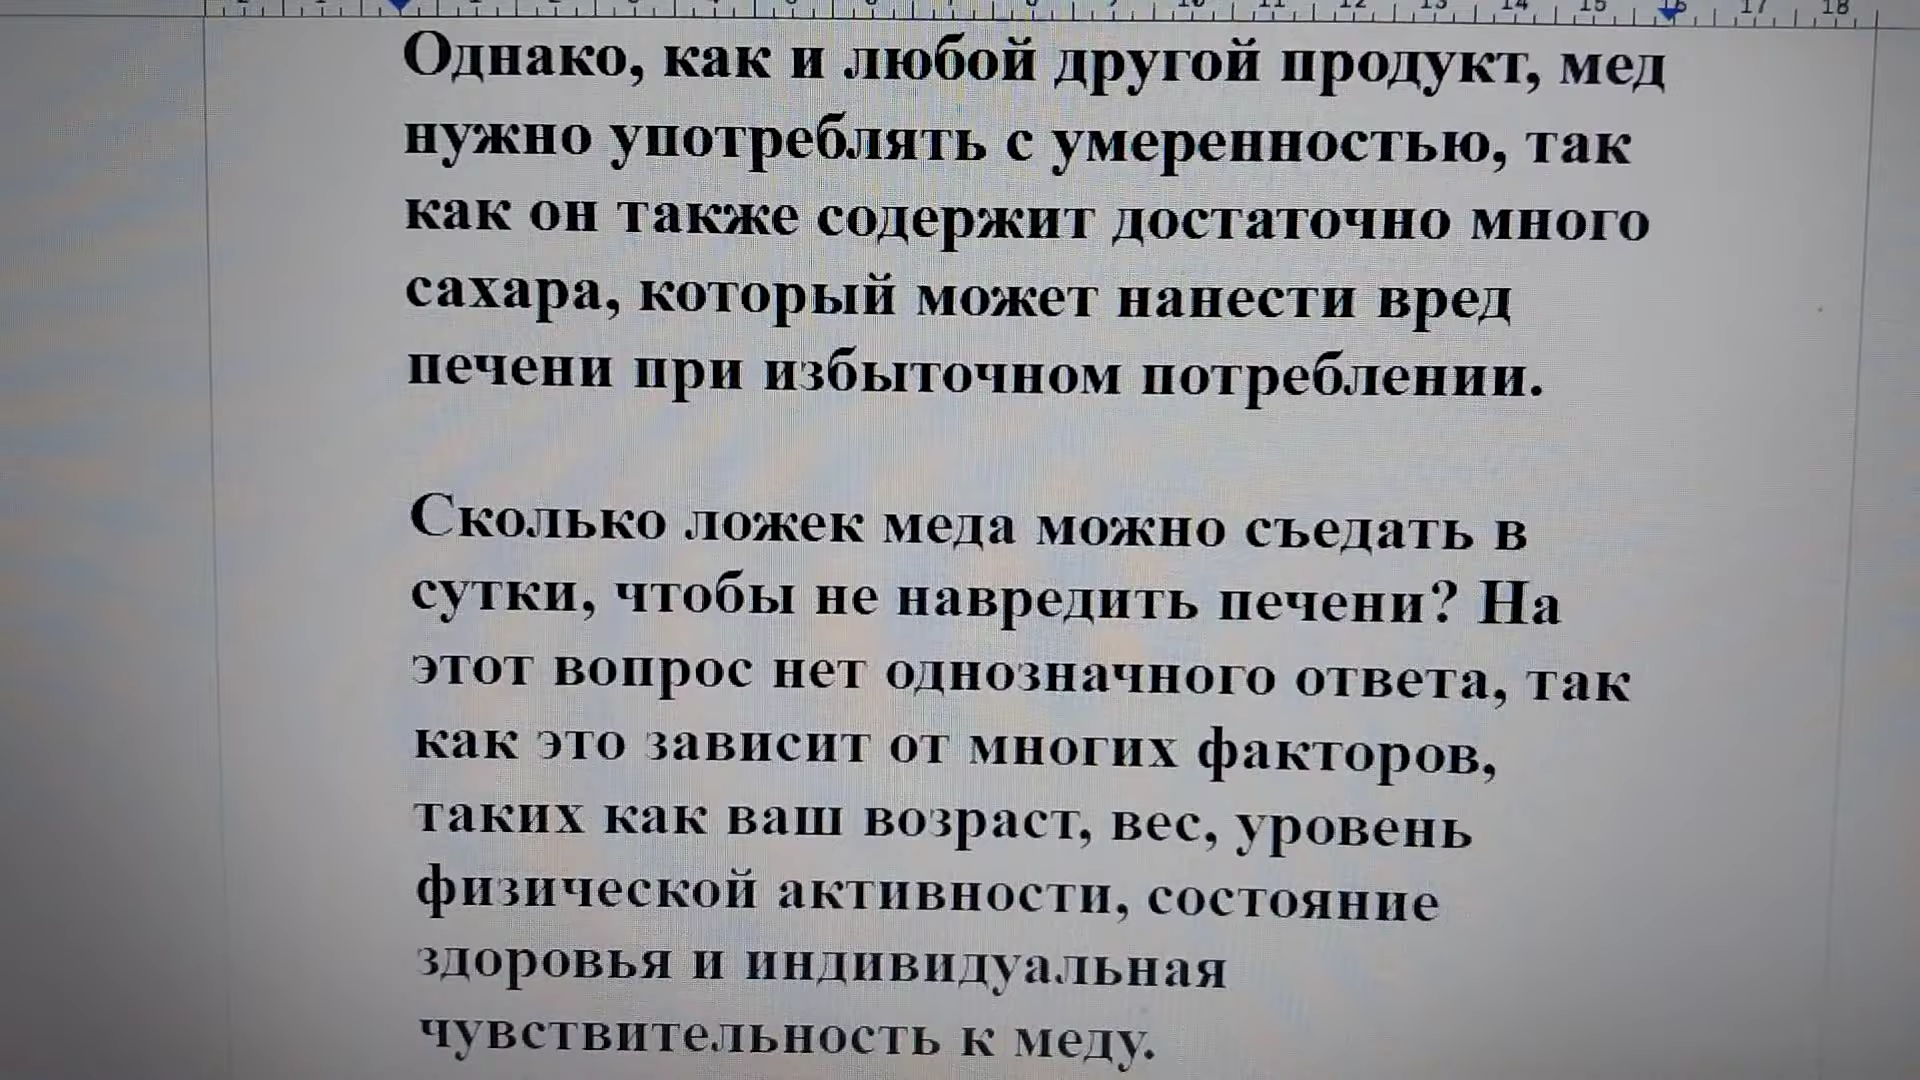 Однако, как и любой другой продукт, мед
нужно употреблять с умеренностью, так
как он также содержит достаточно много
сахара, который может нанести вред
печени при избыточном потреблении.
Сколько ложек меда можно съедать в
сутки, чтобы не навредить печени? На
этот вопрос нет однозначного ответа, так
как это зависит от многих факторов,
таких как ваш возраст, вес, уровень
физической активности, состояние
здоровья и индивидуальная
чувствительность к меду.